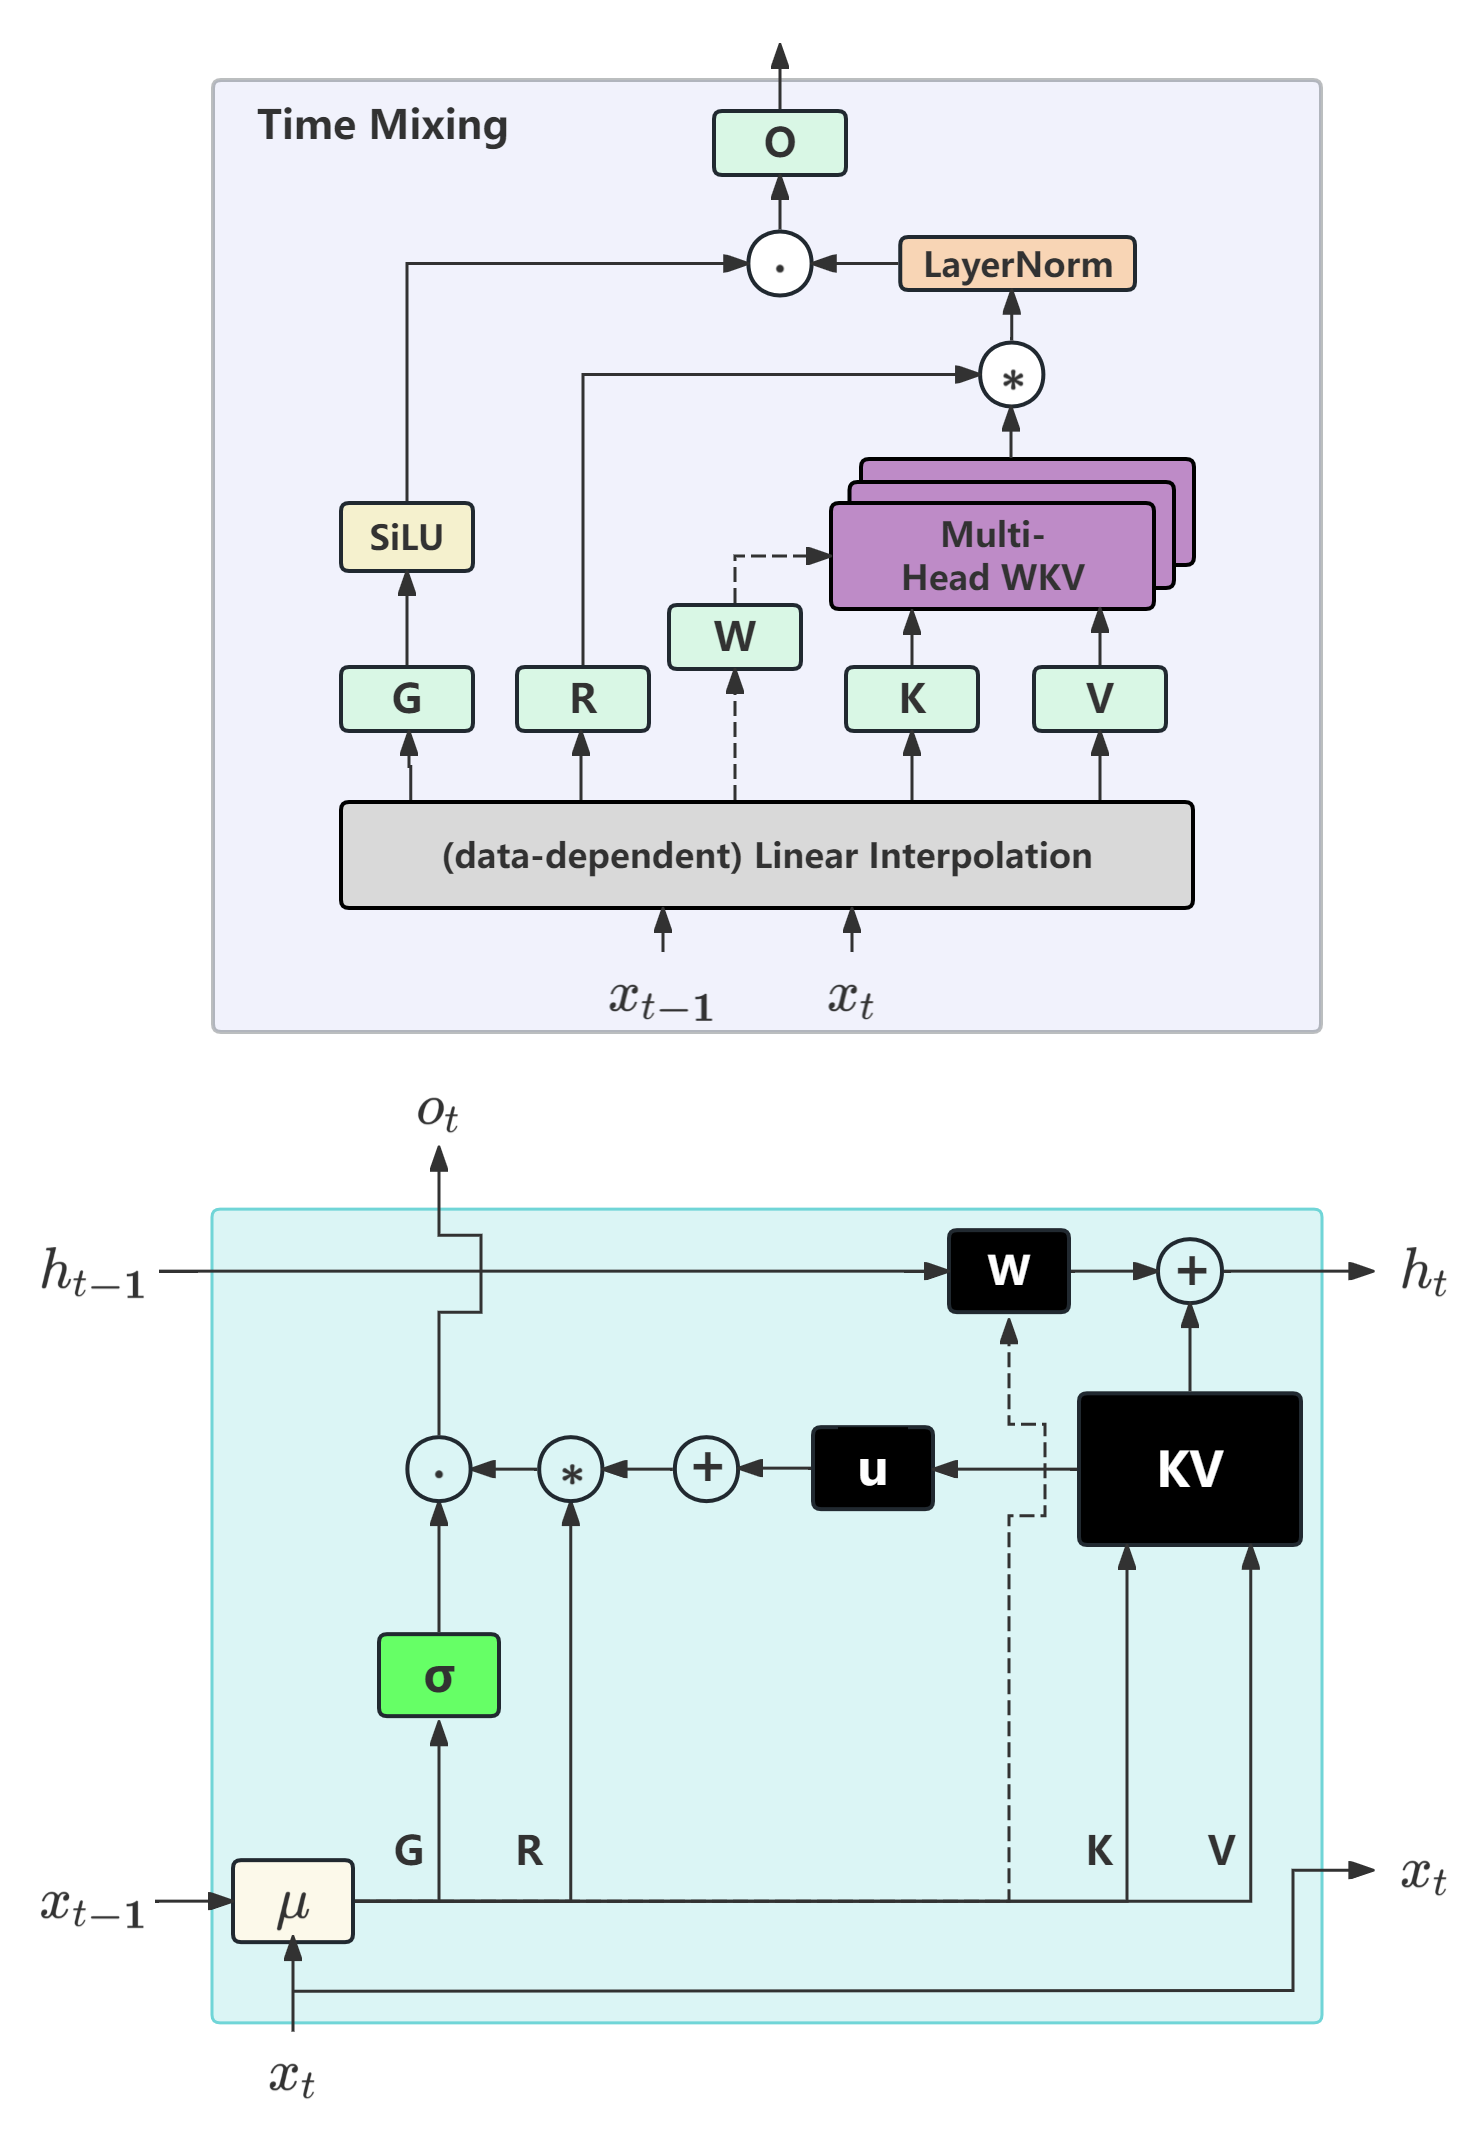 Time Mixing
O
.
LayerNorm
*
SiLU
Multi-
Head WKV
W
G
R
K
V
(data-dependent) Linear Interpolation
x_{t-1}
x_t
o_t
h_{t-1}
W
+
h_t
.
*
+
u
KV
σ
G
R
K
V
x_{t-1}
μ
x_t
x_t